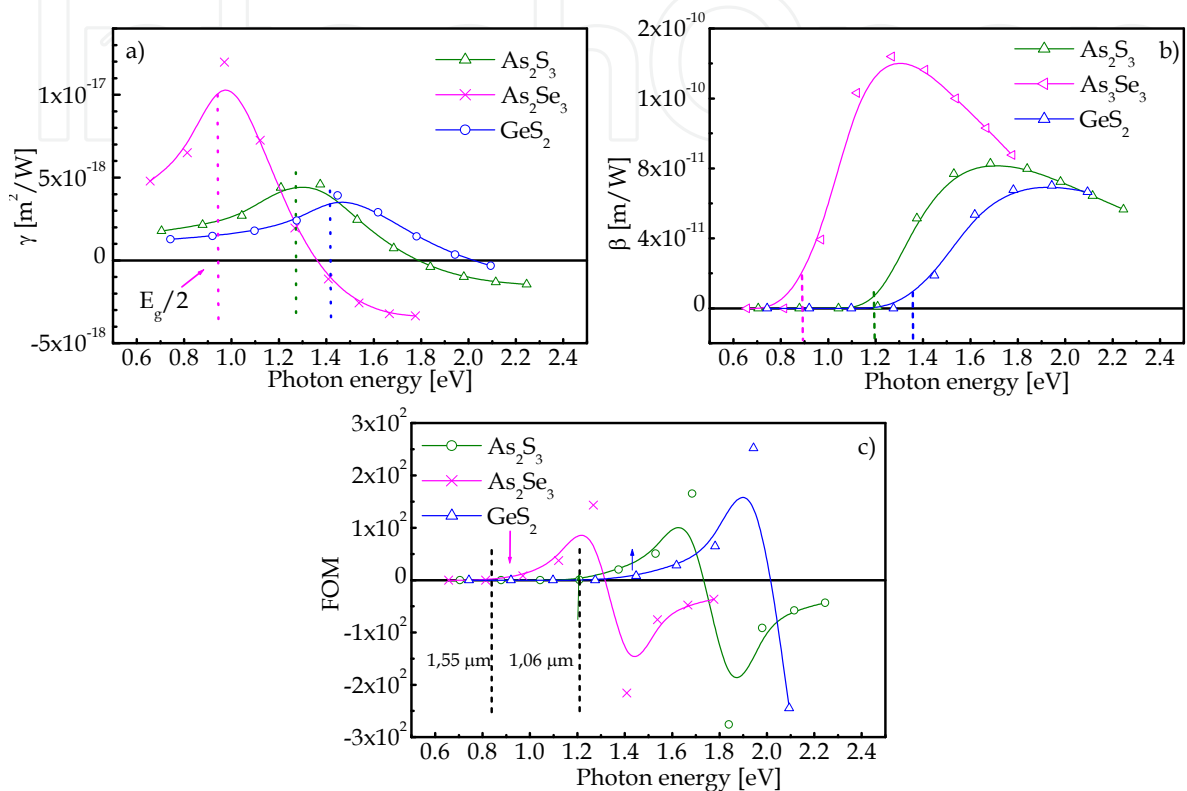 a)
As₂S₃
As₂Se₃
GeS₂
1x10⁻¹⁷
5x10⁻¹⁸
0
-5x10⁻¹⁸
γ [m²/W]
E_g/2
0.6 0.8 1.0 1.2 1.4 1.6 1.8 2.0 2.2 2.4
Photon energy [eV]
b)
As₂S₃
As₃Se₃
GeS₂
2x10⁻¹⁰
1x10⁻¹⁰
8x10⁻¹¹
4x10⁻¹¹
0
β [m/W]
0.6 0.8 1.0 1.2 1.4 1.6 1.8 2.0 2.2 2.4
Photon energy [eV]
c)
As₂S₃
As₂Se₃
GeS₂
3x10²
2x10²
1x10²
0
-1x10²
-2x10²
-3x10²
FOM
1,55 μm
1,06 μm
0.6 0.8 1.0 1.2 1.4 1.6 1.8 2.0 2.2 2.4
Photon energy [eV]